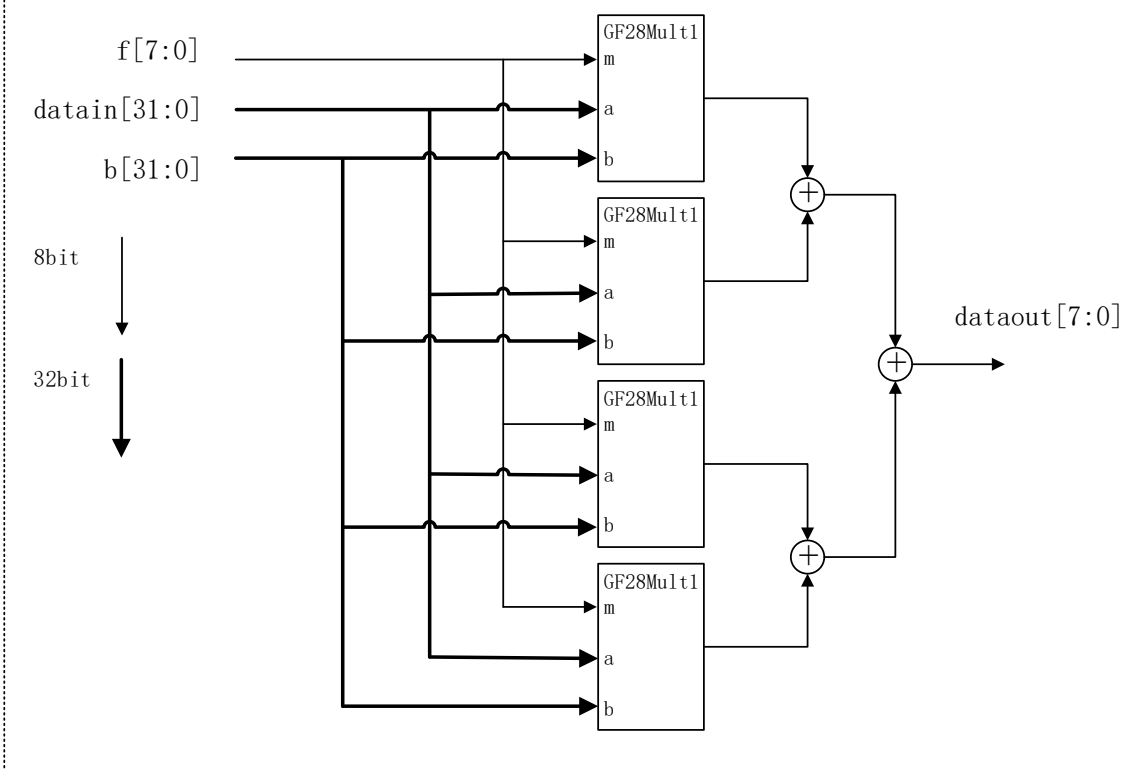 f[7:0]
datain[31:0]
b[31:0]
8bit
32bit
GF28Mult1
m
a
b
GF28Mult1
m
a
b
GF28Mult1
m
a
b
GF28Mult1
m
a
b
dataout[7:0]